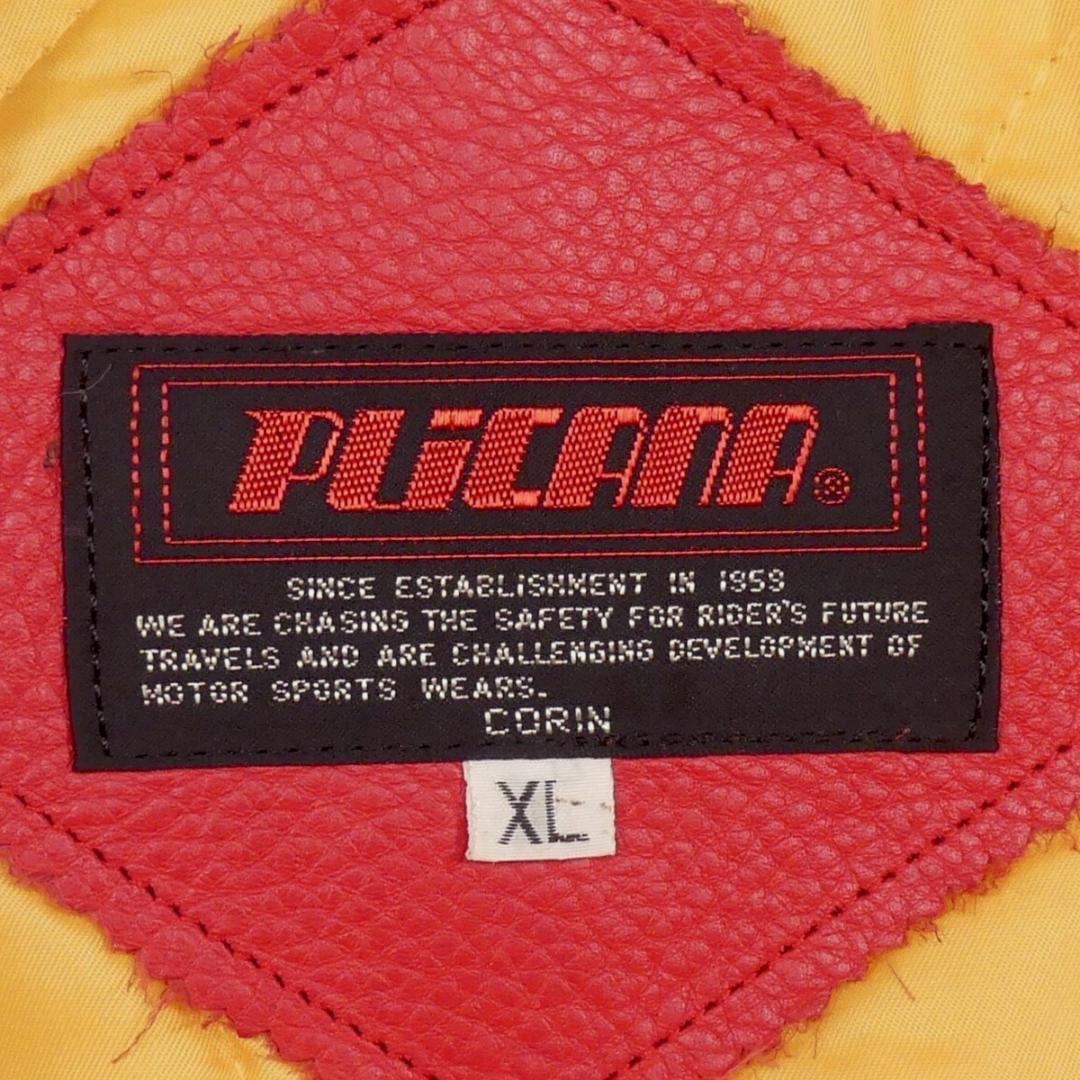 PLiCANA®
SINCE ESTABLISHMENT IN 1959
WE ARE CHASING THE SAFETY FOR RIDER'S FUTURE
TRAVELS AND ARE CHALLENGING DEVELOPMENT OF
MOTOR SPORTS WEARS.
CORIN
XL